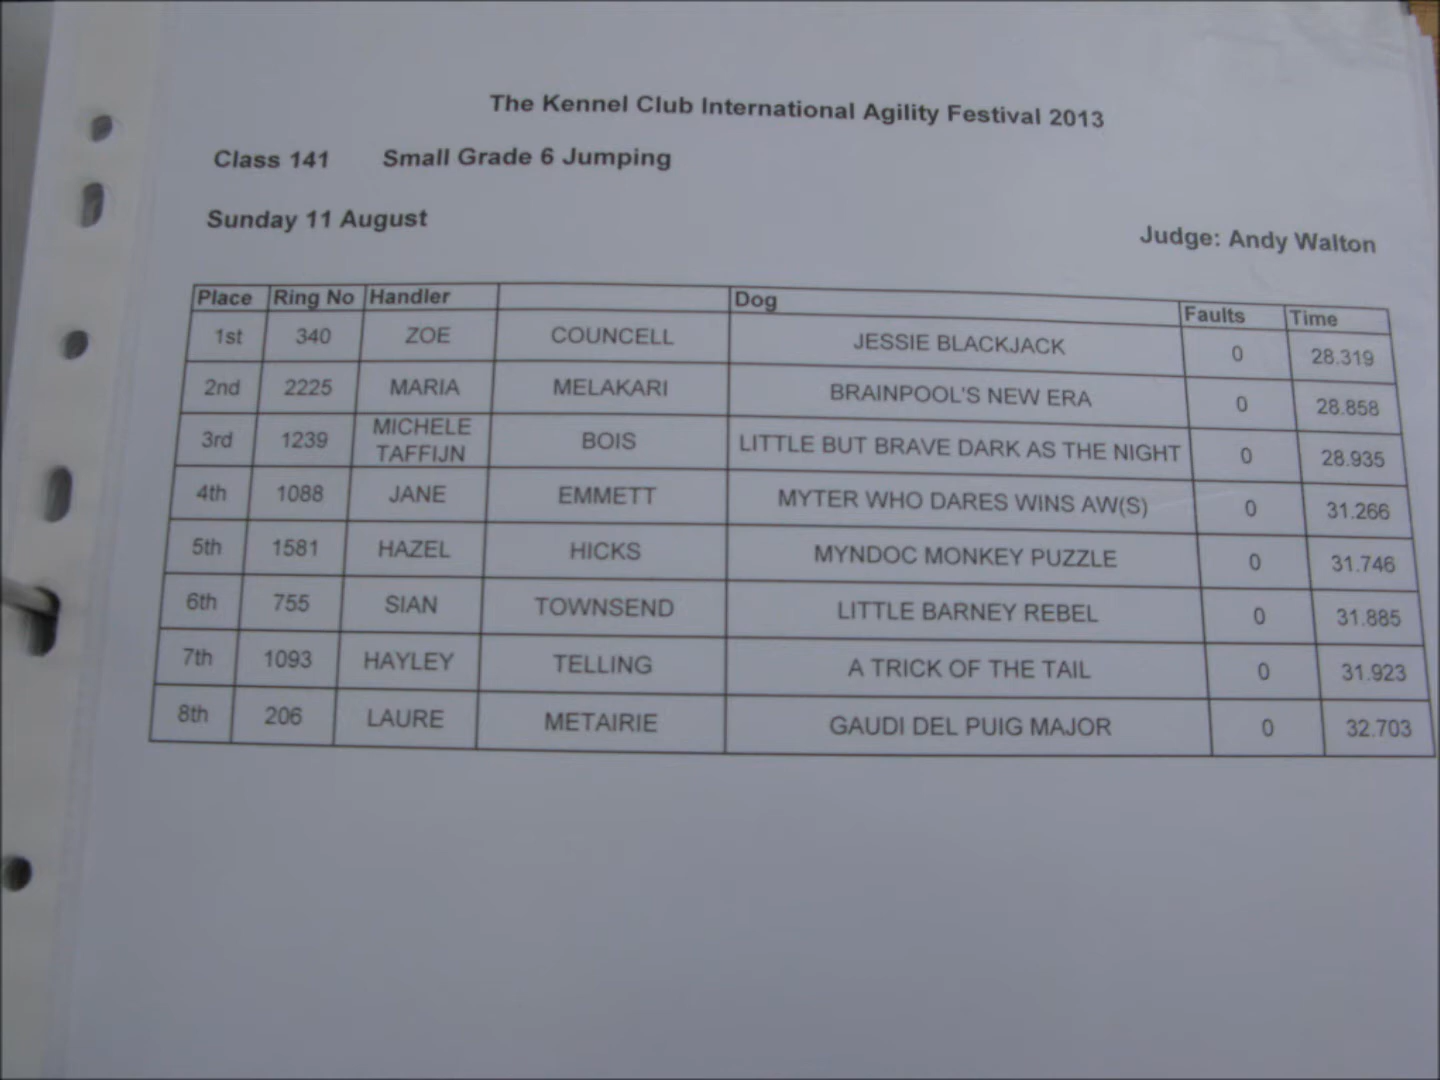 The Kennel Club International Agility Festival 2013
Class 141 Small Grade 6 Jumping
Sunday 11 August
Judge: Andy Walton
Place Ring No Handler Dog Faults Time
1st 340 ZOE COUNCELL JESSIE BLACKJACK 0 28.319
2nd 2225 MARIA MELAKARI BRAINPOOL'S NEW ERA 0 28.858
3rd 1239 MICHELE TAFFIJN BOIS LITTLE BUT BRAVE DARK AS THE NIGHT 0 28.935
4th 1088 JANE EMMETT MYTER WHO DARES WINS AW(S) 0 31.266
5th 1581 HAZEL HICKS MYNDOC MONKEY PUZZLE 0 31.746
6th 755 SIAN TOWNSEND LITTLE BARNEY REBEL 0 31.885
7th 1093 HAYLEY TELLING A TRICK OF THE TAIL 0 31.923
8th 206 LAURE METAIRIE GAUDI DEL PUIG MAJOR 0 32.703